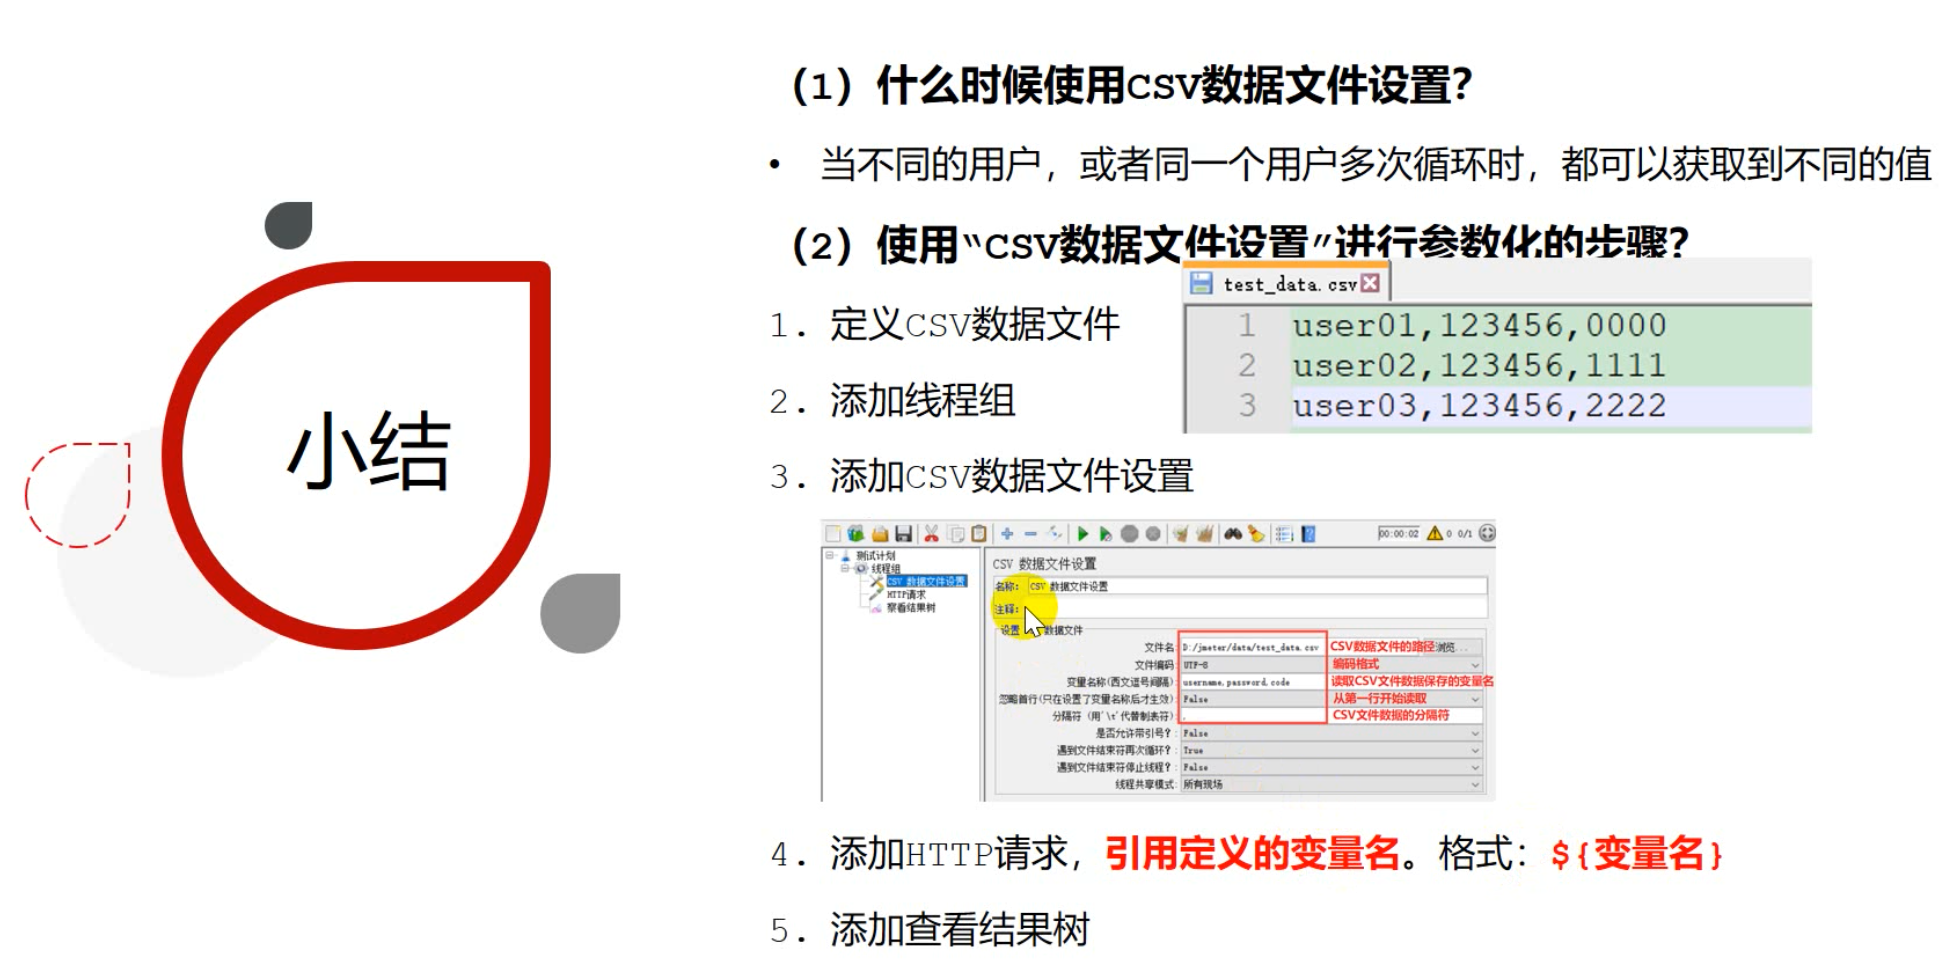 小结
（1）什么时候使用CSV数据文件设置？
• 当不同的用户，或者同一个用户多次循环时，都可以获取到不同的值
（2）使用“CSV数据文件设置”进行参数化的步骤？
1. 定义CSV数据文件
test_data.csv
1 user01,123456,0000
2 user02,123456,1111
3 user03,123456,2222
2. 添加线程组
3. 添加CSV数据文件设置
00:00:02 0 0/1
测试计划
线程组
CSV 数据文件设置
HTTP请求
察看结果树
CSV 数据文件设置
名称： CSV 数据文件设置
注释：
设置 数据文件
文件名: D:/jmeter/data/test_data.csv CSV数据文件的路径 浏览...
文件编码: UTF-8 编码格式
变量名称(西文逗号间隔): username,password,code 读取CSV文件数据保存的变量名
忽略首行(只在设置了变量名称后才生效): False 从第一行开始读取
分隔符 (用'\t'代替制表符): , CSV文件数据的分隔符
是否允许带引号?: False
遇到文件结束符再次循环?: True
遇到文件结束符停止线程?: False
线程共享模式: 所有现场
4. 添加HTTP请求，引用定义的变量名。格式：${变量名}
5. 添加查看结果树